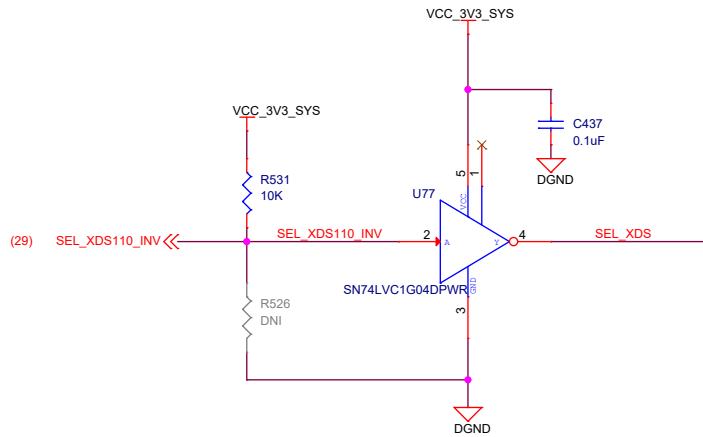 VCC_3V3_SYS
VCC_3V3_SYS
C437
0.1uF
DGND
R531
10K
U77
5
1
VCC
(29) SEL_XDS110_INV
SEL_XDS110_INV
2
A
Y
4
SEL_XDS
SN74LVC1G04DPWR
GND
3
R526
DNI
DGND